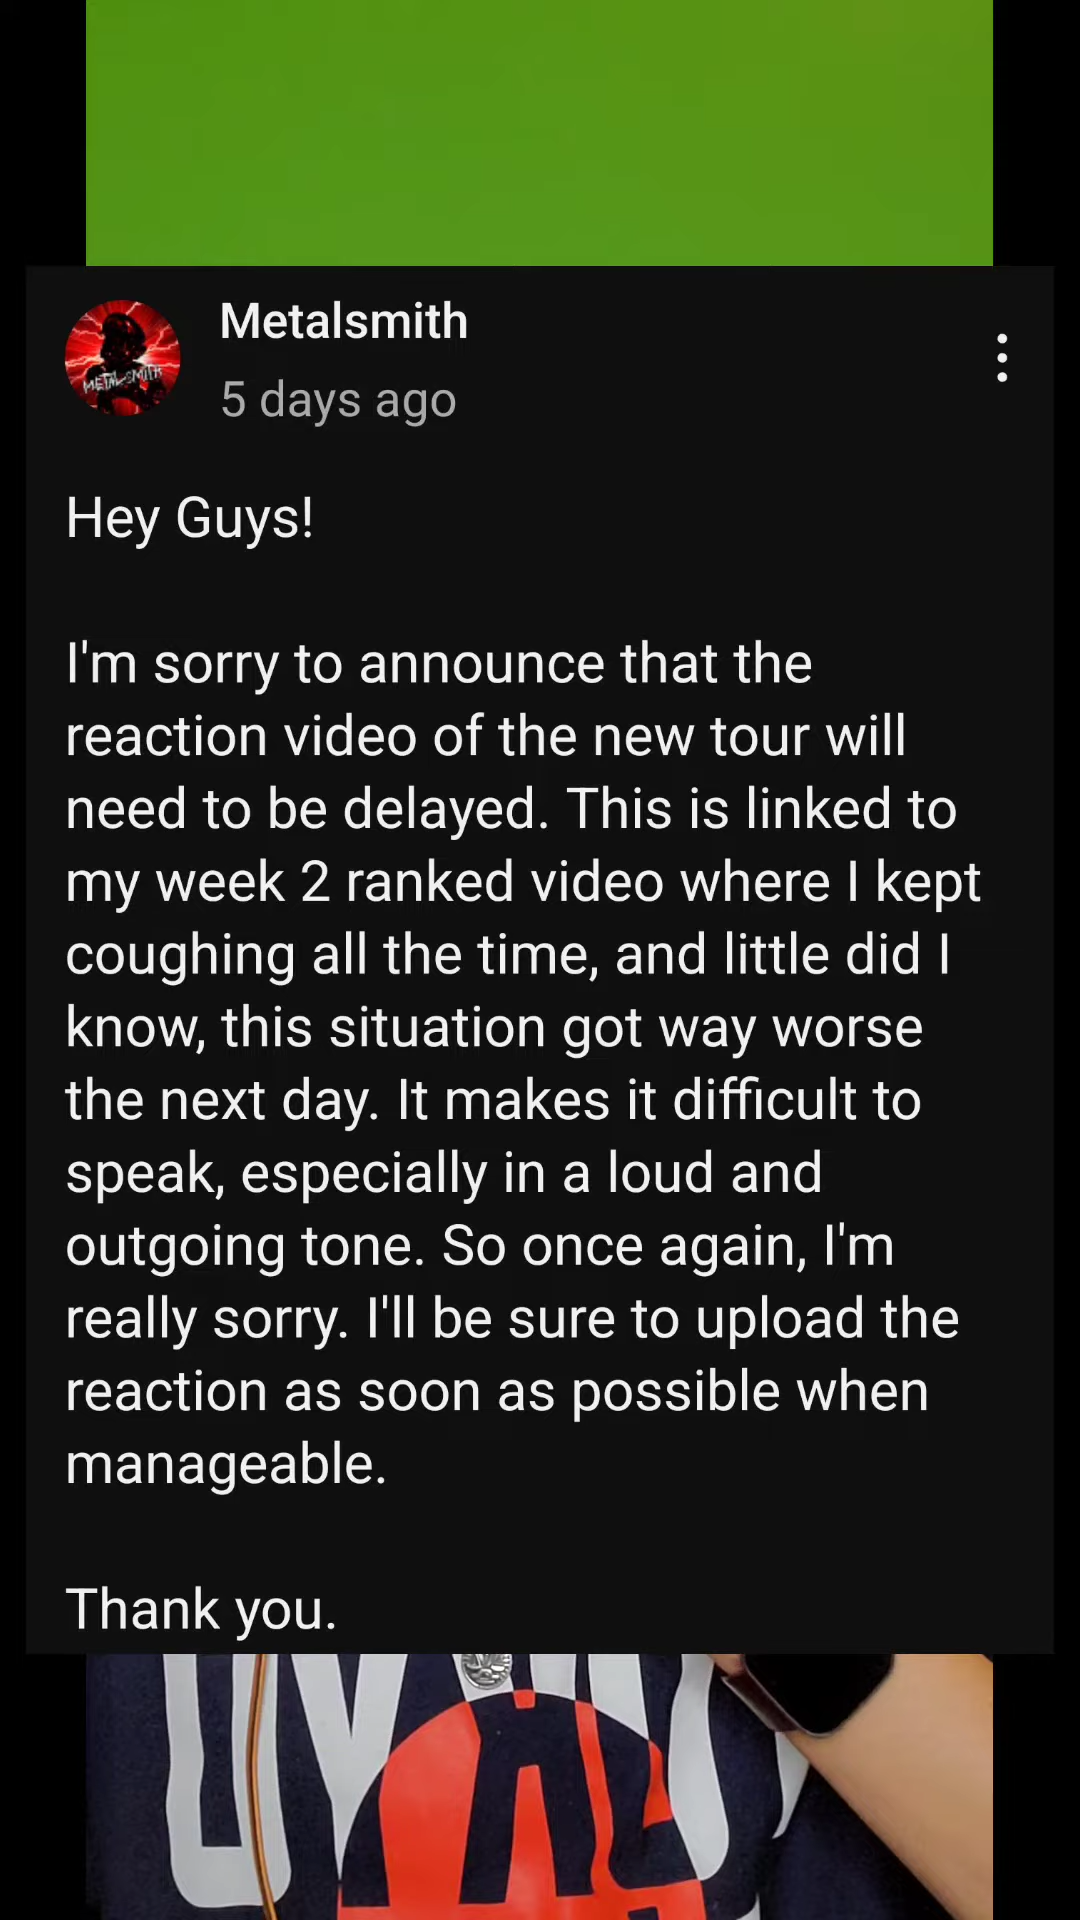 METALSMITH
Metalsmith
5 days ago
Hey Guys!
I'm sorry to announce that the
reaction video of the new tour will
need to be delayed. This is linked to
my week 2 ranked video where I kept
coughing all the time, and little did I
know, this situation got way worse
the next day. It makes it difficult to
speak, especially in a loud and
outgoing tone. So once again, I'm
really sorry. I'll be sure to upload the
reaction as soon as possible when
manageable.
Thank you.